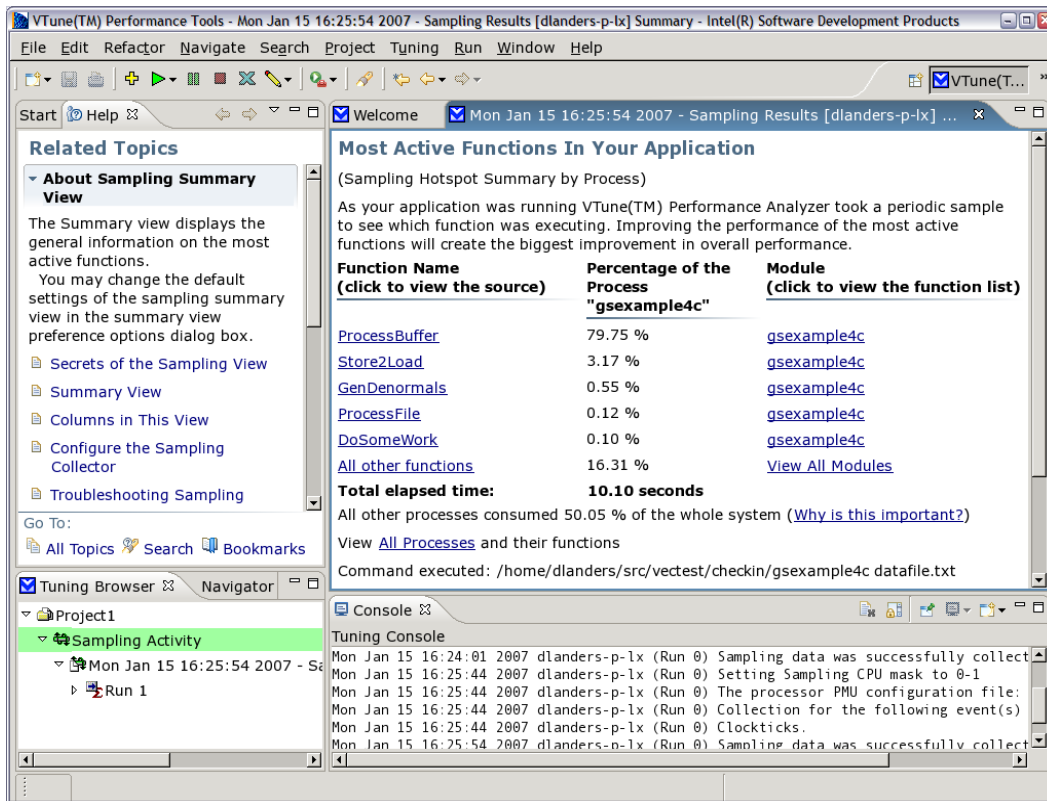 VTune(TM) Performance Tools - Mon Jan 15 16:25:54 2007 - Sampling Results [dlanders-p-lx] Summary - Intel(R) Software Development Products
File Edit Refactor Navigate Search Project Tuning Run Window Help
VTune(T...
Start Help
Related Topics
About Sampling Summary
View
The Summary view displays the
general information on the most
active functions.
You may change the default
settings of the sampling summary
view in the summary view
preference options dialog box.
Secrets of the Sampling View
Summary View
Columns in This View
Configure the Sampling
Collector
Troubleshooting Sampling
Go To:
All Topics Search Bookmarks
Welcome Mon Jan 15 16:25:54 2007 - Sampling Results [dlanders-p-lx] ...
Most Active Functions In Your Application
(Sampling Hotspot Summary by Process)
As your application was running VTune(TM) Performance Analyzer took a periodic sample
to see which function was executing. Improving the performance of the most active
functions will create the biggest improvement in overall performance.
Function Name Percentage of the Module
(click to view the source) Process (click to view the function list)
"gsexample4c"
ProcessBuffer 79.75 % gsexample4c
Store2Load 3.17 % gsexample4c
GenDenormals 0.55 % gsexample4c
ProcessFile 0.12 % gsexample4c
DoSomeWork 0.10 % gsexample4c
All other functions 16.31 % View All Modules
Total elapsed time: 10.10 seconds
All other processes consumed 50.05 % of the whole system (Why is this important?)
View All Processes and their functions
Command executed: /home/dlanders/src/vectest/checkin/gsexample4c datafile.txt
Tuning Browser Navigator
Project1
Sampling Activity
Mon Jan 15 16:25:54 2007 - Sa
Run 1
Console
Tuning Console
Mon Jan 15 16:24:01 2007 dlanders-p-lx (Run 0) Sampling data was successfully collect
Mon Jan 15 16:25:44 2007 dlanders-p-lx (Run 0) Setting Sampling CPU mask to 0-1
Mon Jan 15 16:25:44 2007 dlanders-p-lx (Run 0) The processor PMU configuration file:
Mon Jan 15 16:25:44 2007 dlanders-p-lx (Run 0) Collection for the following event(s)
Mon Jan 15 16:25:44 2007 dlanders-p-lx (Run 0) Clockticks.
Mon Jan 15 16:25:54 2007 dlanders-p-lx (Run 0) Sampling data was successfully collect